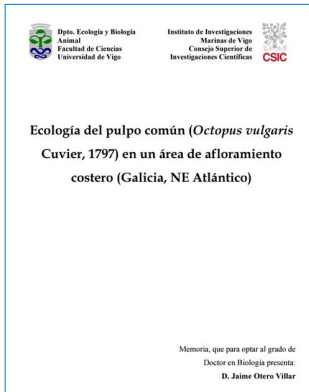 Dpto. Ecología y Biología
Animal
Facultad de Ciencias
Universidad de Vigo
Instituto de Investigaciones
Marinas de Vigo
Consejo Superior de
Investigaciones Científicas
CSIC
Ecología del pulpo común (Octopus vulgaris
Cuvier, 1797) en un área de afloramiento
costero (Galicia, NE Atlántico)
Memoria, que para optar al grado de
Doctor en Biología presenta:
D. Jaime Otero Villar